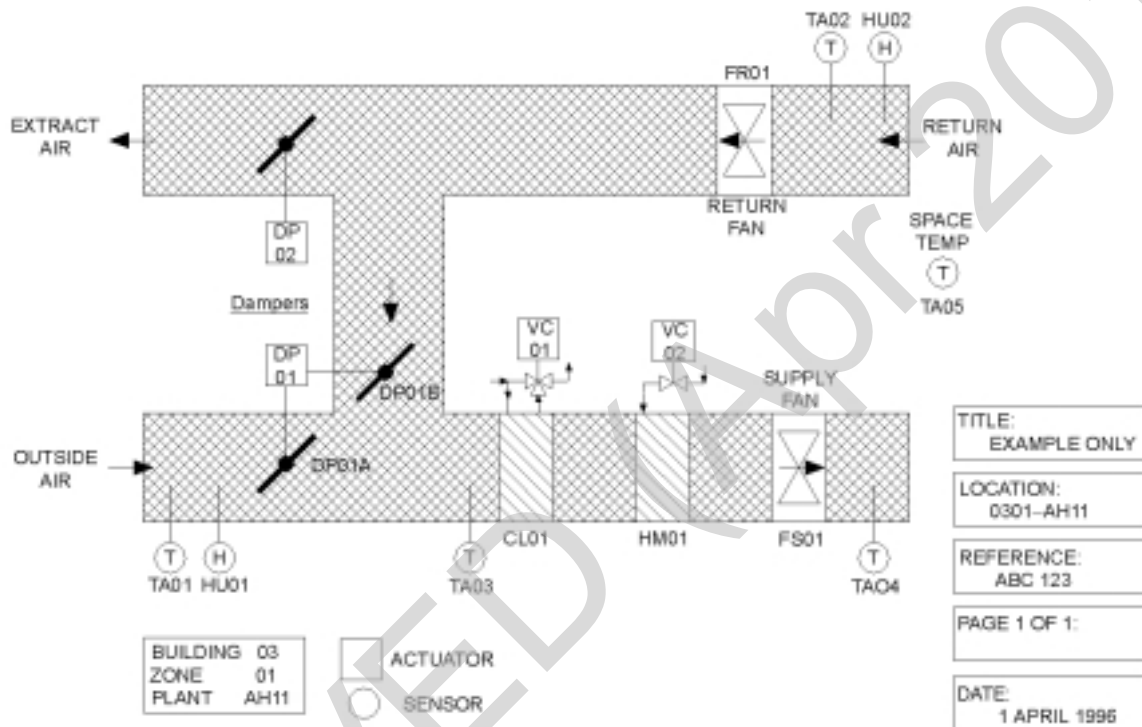 TA02 HU02
T H
FR01
EXTRACT
AIR
RETURN
AIR
RETURN
FAN
DP
02
SPACE
TEMP
T
TA05
Dampers
DP
01
DP01B
VC
01
VC
02
SUPPLY
FAN
OUTSIDE
AIR
DP01A
CL01
HM01
FS01
T H
TA01 HU01
T
TA03
T
TAO4
BUILDING 03
ZONE 01
PLANT AH11
ACTUATOR
SENSOR
TITLE:
EXAMPLE ONLY
LOCATION:
0301-AH11
REFERENCE:
ABC 123
PAGE 1 OF 1:
DATE:
1 APRIL 1996
ED (Apr 20